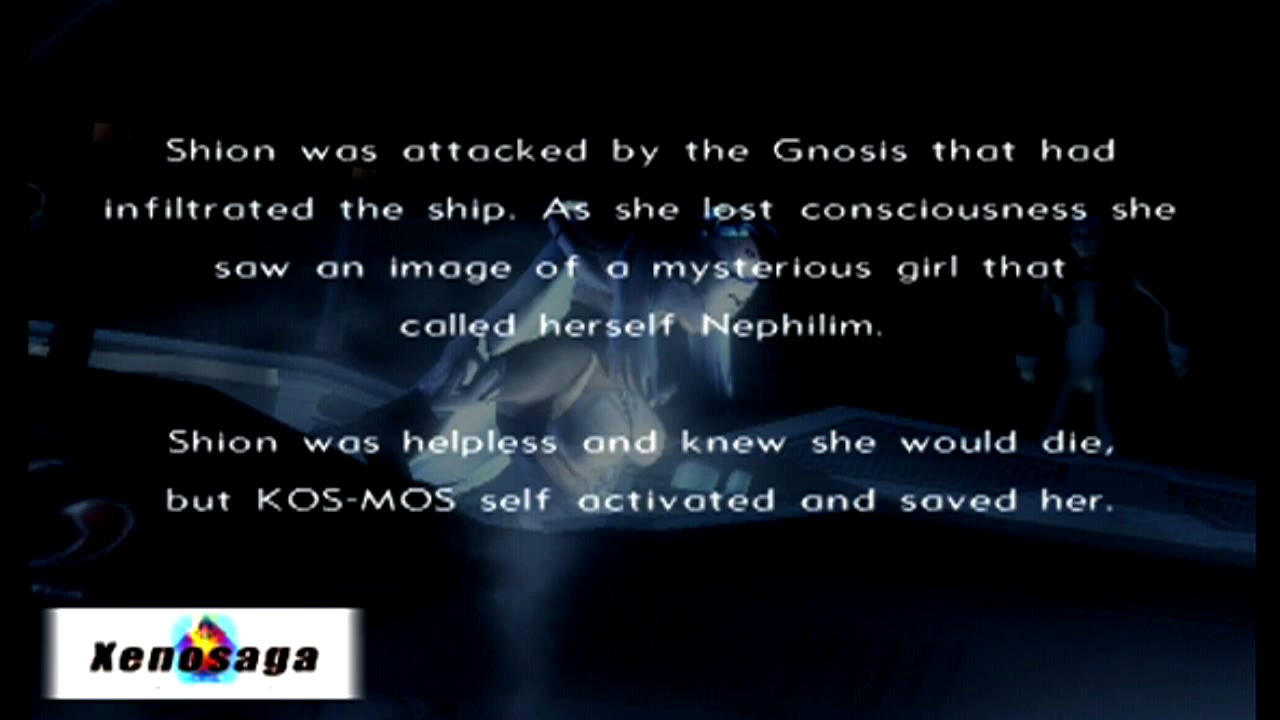 Shion was attacked by the Gnosis that had
infiltrated the ship. As she lost consciousness she
saw an image of a mysterious girl that
called herself Nephilim.
Shion was helpless and knew she would die,
but KOS-MOS self activated and saved her.
Xenosaga